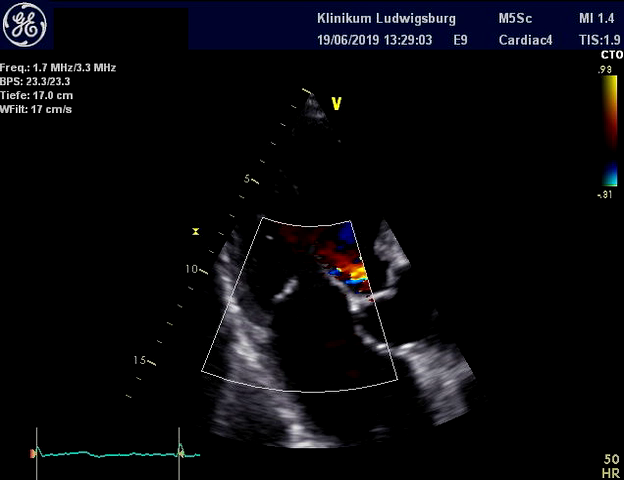 Klinikum Ludwigsburg M5Sc MI 1.4
19/06/2019 13:29:03 E9 Cardiac4 TIS:1.9
CTO
Freq.: 1.7 MHz/3.3 MHz
BPS: 23.3/23.3
Tiefe: 17.0 cm
WFilt: 17 cm/s
.93
-.81
V
5
10
15
50
HR